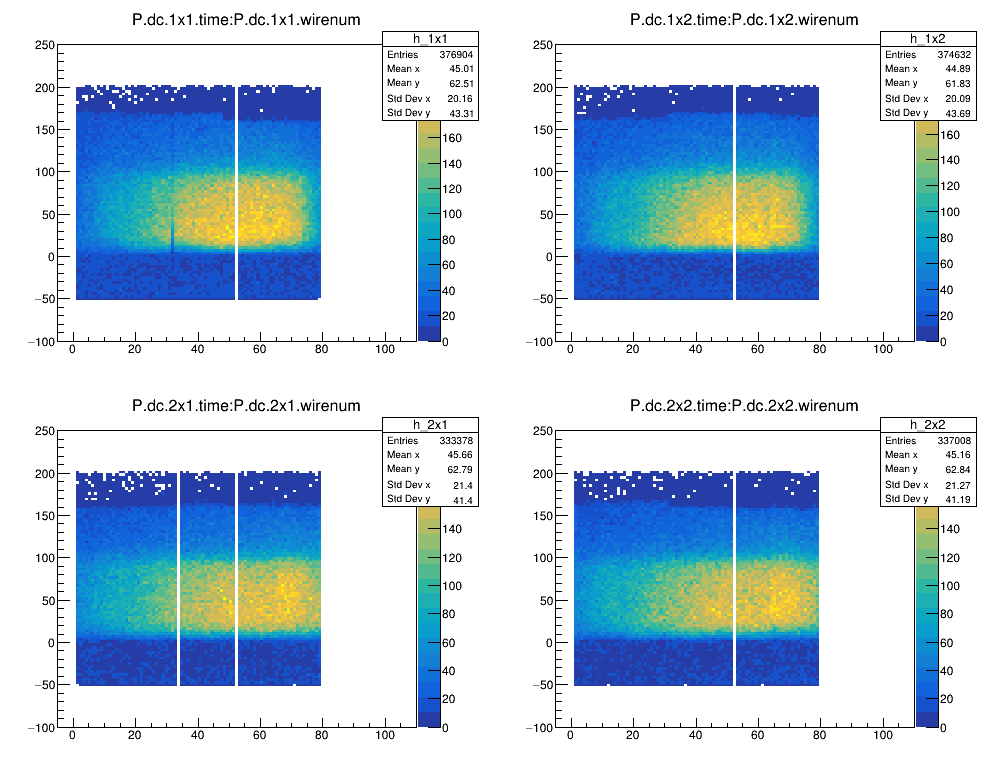 P.dc.1x1.time:P.dc.1x1.wirenum
h_1x1
Entries 376904
Mean x 45.01
Mean y 62.51
Std Dev x 20.16
Std Dev y 43.31
250
200
150
100
50
0
−50
−100
0 20 40 60 80 100
160
140
120
100
80
60
40
20
0
P.dc.1x2.time:P.dc.1x2.wirenum
h_1x2
Entries 374632
Mean x 44.89
Mean y 61.83
Std Dev x 20.09
Std Dev y 43.69
250
200
150
100
50
0
−50
−100
0 20 40 60 80 100
160
140
120
100
80
60
40
20
0
P.dc.2x1.time:P.dc.2x1.wirenum
h_2x1
Entries 333378
Mean x 45.66
Mean y 62.79
Std Dev x 21.4
Std Dev y 41.4
250
200
150
100
50
0
−50
−100
0 20 40 60 80 100
140
120
100
80
60
40
20
0
P.dc.2x2.time:P.dc.2x2.wirenum
h_2x2
Entries 337008
Mean x 45.16
Mean y 62.84
Std Dev x 21.27
Std Dev y 41.19
250
200
150
100
50
0
−50
−100
0 20 40 60 80 100
140
120
100
80
60
40
20
0